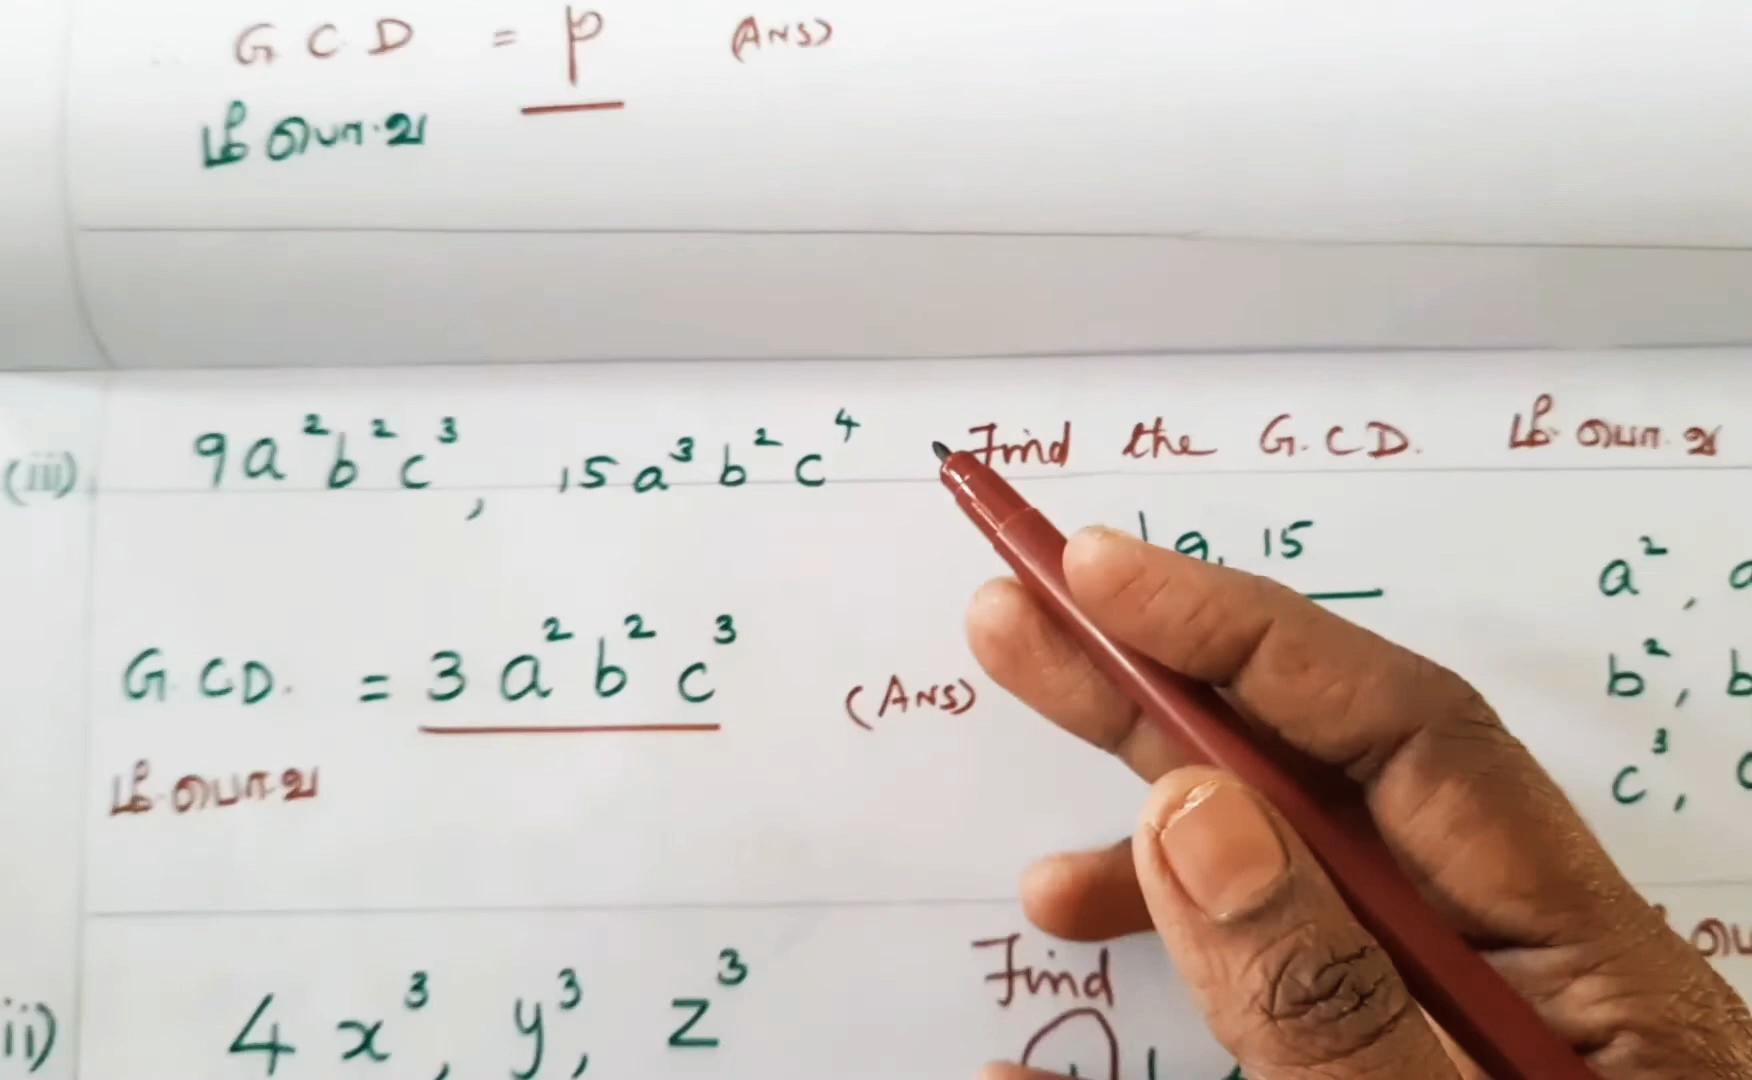 G C D = p (ANS)
மீ பொ.வ
(iii) 9a²b²c³, 15a³b²c⁴ Find the G.C.D. மீ. பொ. வ
9, 15
a²,
b², b
c³,
G.C.D. = 3a²b²c³ (ANS)
மீ.பொ.வ
ii) 4x³, y³, z³ Find